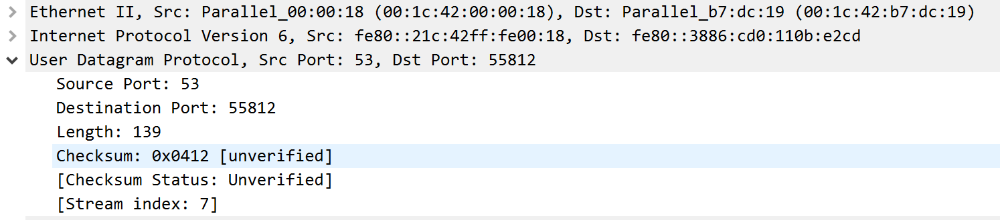 Ethernet II, Src: Parallel_00:00:18 (00:1c:42:00:00:18), Dst: Parallel_b7:dc:19 (00:1c:42:b7:dc:19)
Internet Protocol Version 6, Src: fe80::21c:42ff:fe00:18, Dst: fe80::3886:cd0:110b:e2cd
User Datagram Protocol, Src Port: 53, Dst Port: 55812
Source Port: 53
Destination Port: 55812
Length: 139
Checksum: 0x0412 [unverified]
[Checksum Status: Unverified]
[Stream index: 7]